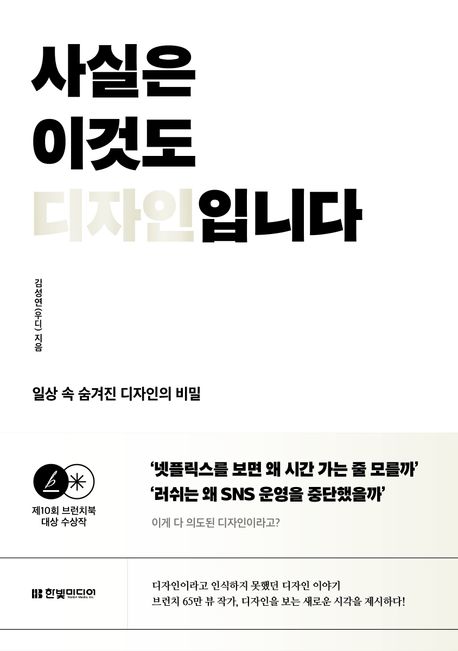 사실은
이것도
디자인입니다
김성연(우디) 지음
일상 속 숨겨진 디자인의 비밀
‘넷플릭스를 보면 왜 시간 가는 줄 모를까’
‘러쉬는 왜 SNS 운영을 중단했을까’
이게 다 의도된 디자인이라고?
b
제10회 브런치북
대상 수상작
한빛미디어
Hanbit Media, Inc.
디자인이라고 인식하지 못했던 디자인 이야기
브런치 65만 뷰 작가, 디자인을 보는 새로운 시각을 제시하다!